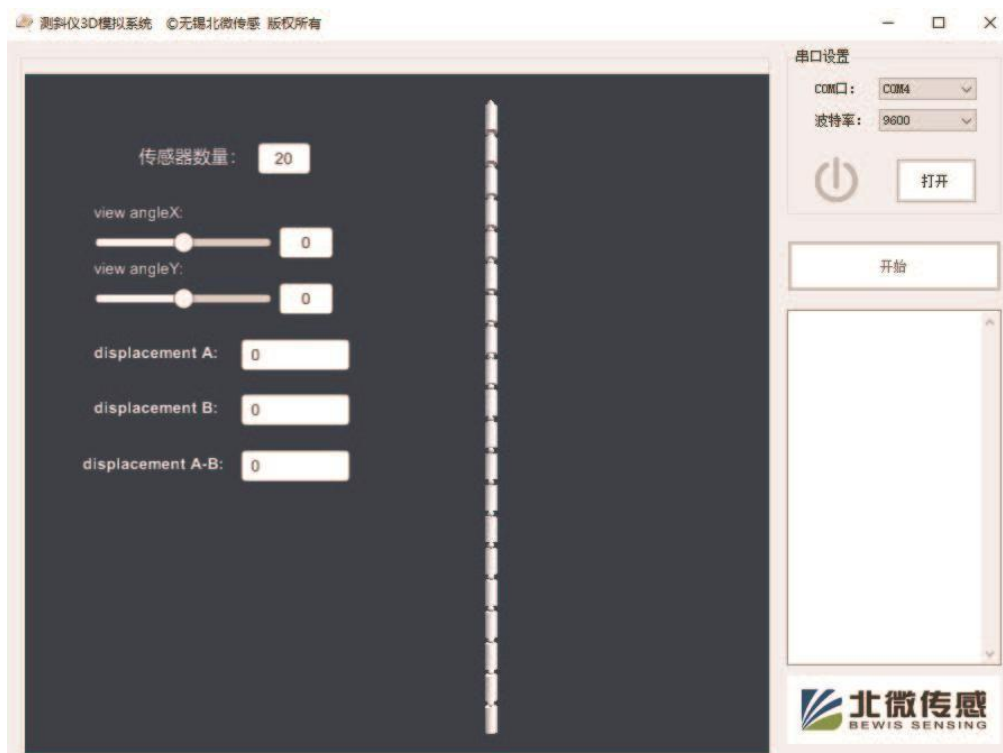 测斜仪3D模拟系统 ©无锡北微传感 版权所有
串口设置
COM口： COM4
波特率： 9600
打开
开始
传感器数量： 20
view angleX:
0
view angleY:
0
displacement A: 0
displacement B: 0
displacement A-B: 0
北微传感
BEWIS SENSING